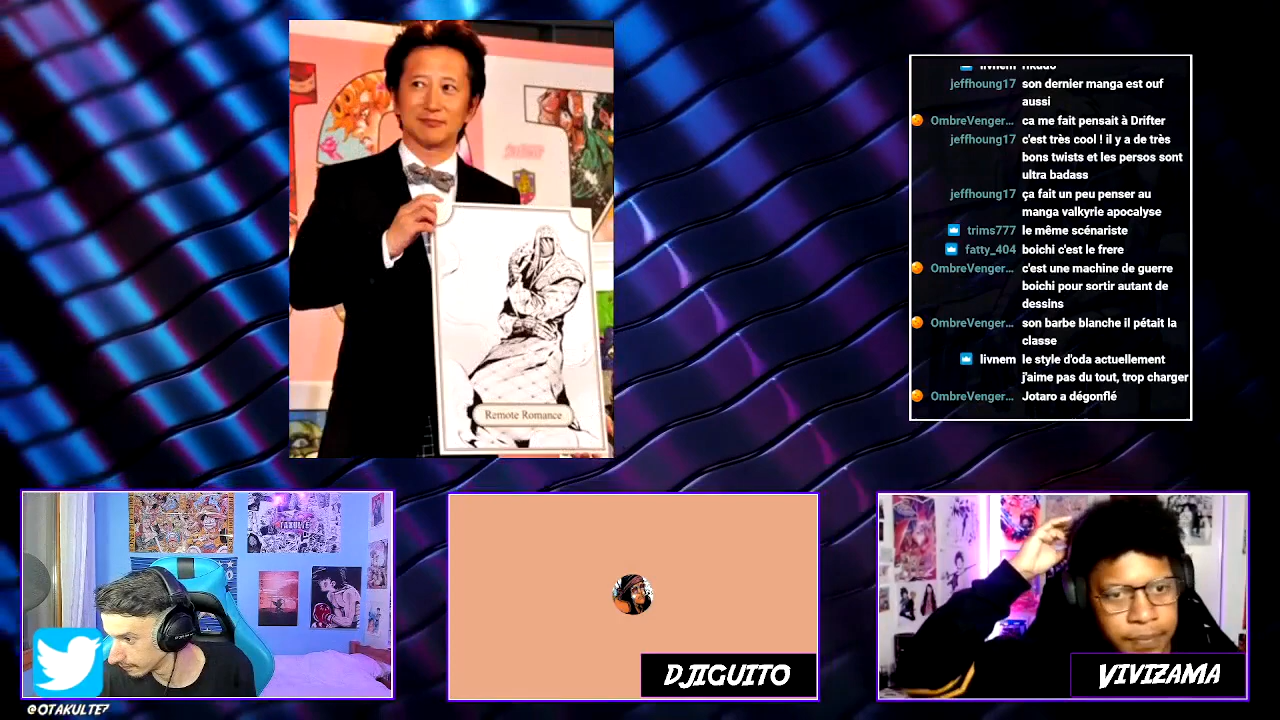 jeffhoung17 son dernier manga est ouf
aussi
OmbreVenger... ca me fait pensait à Drifter
jeffhoung17 c'est très cool ! il y a de très
bons twists et les persos sont
ultra badass
jeffhoung17 ça fait un peu penser au
manga valkyrie apcalyse
trims777 le même scénariste
fatty_404 boichi c'est le frere
OmbreVenger... c'est une machine de guerre
boichi pour sortir autant de
dessins
OmbreVenger... son barbe blanche il pétait la
classe
livnem le style d'oda actuellement
j'aime pas du tout, trop charger
OmbreVenger... Jotaro a dégonflé
Remote Romance
DJIGUITO
VIVIZAMA
@OTAKULTE7